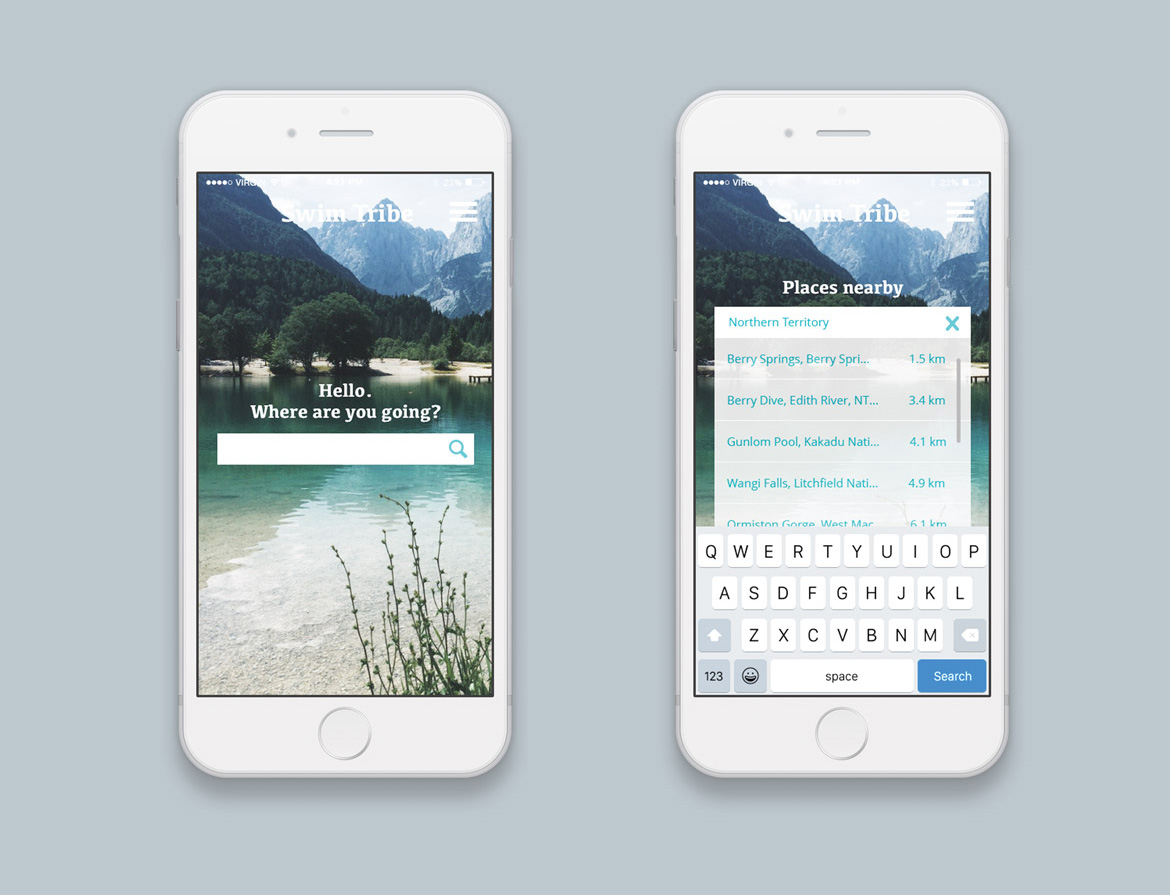 VIRGIN
22%
Swim Tribe
Hello.
Where are you going?
VIRGIN
22%
Swim Tribe
Places nearby
Northern Territory
Berry Springs, Berry Spri... 1.5 km
Berry Dive, Edith River, NT... 3.4 km
Gunlom Pool, Kakadu Nati... 4.1 km
Wangi Falls, Litchfield Nati... 4.9 km
Ormiston Gorge, West Mac 6.1 km
Q W E R T Y U I O P
A S D F G H J K L
Z X C V B N M
123 space Search